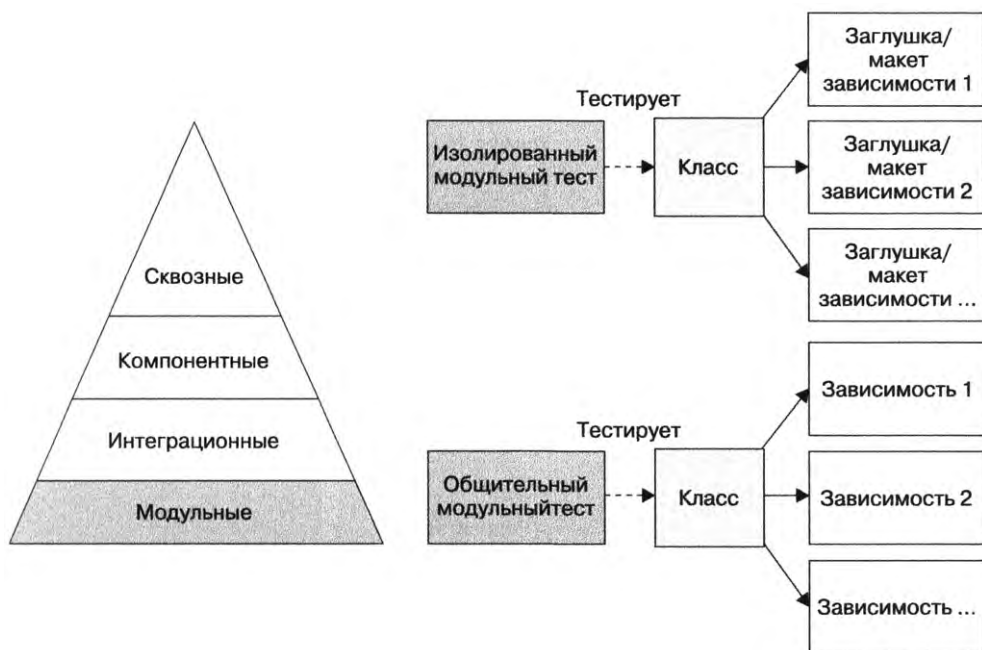 Сквозные
Компонентные
Интеграционные
Модульные
Тестирует
Изолированный
модульный тест
Класс
Заглушка/
макет
зависимости 1
Заглушка/
макет
зависимости 2
Заглушка/
макет
зависимости ...
Тестирует
Общительный
модульныйтест
Класс
Зависимость 1
Зависимость 2
Зависимость ...